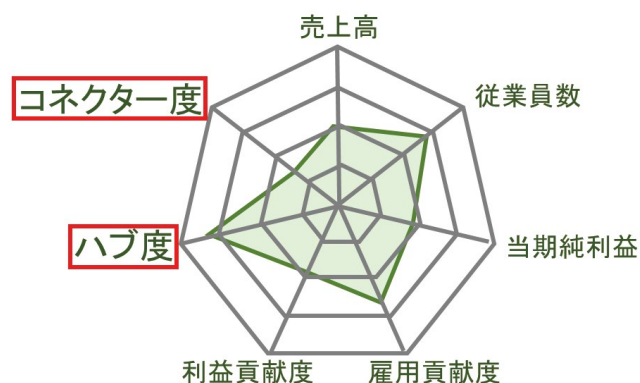 売上高
コネクター度
従業員数
ハブ度
当期純利益
利益貢献度
雇用貢献度